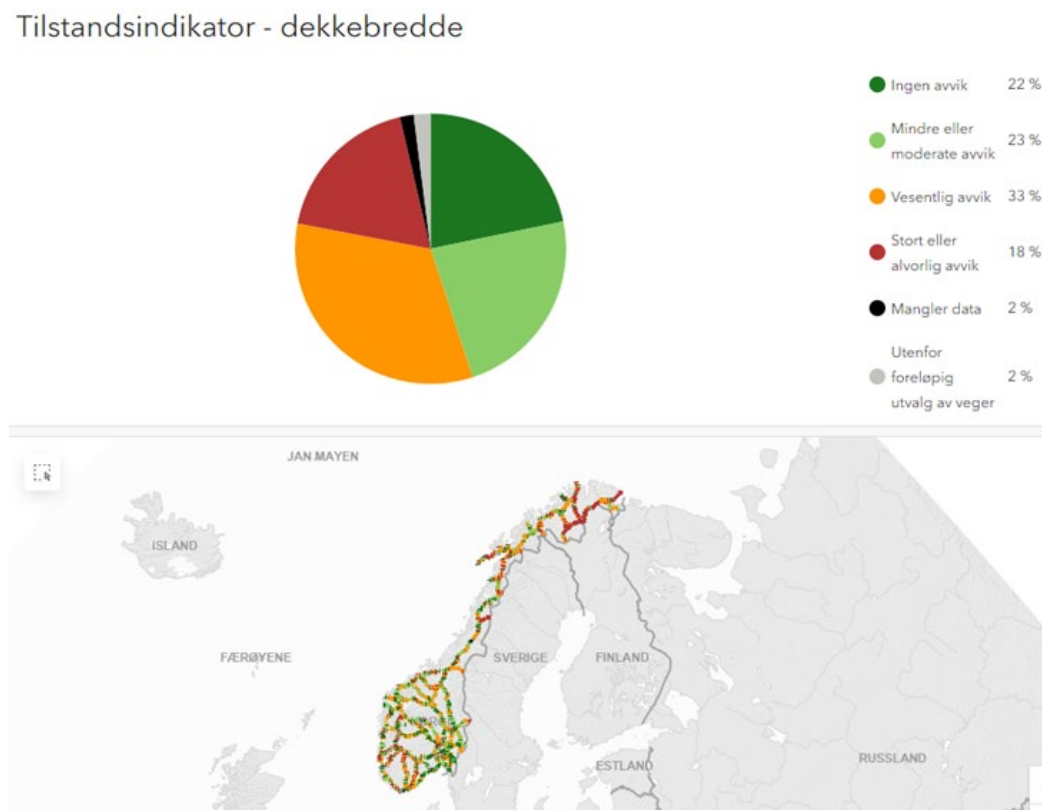 Tilstandsindikator - dekkebredde
Ingen avvik 22 %
Mindre eller
moderate avvik 23 %
Vesentlig avvik 33 %
Stort eller
alvorlig avvik 18 %
Mangler data 2 %
Utenfor
foreløpig 2 %
utvalg av veger
JAN MAYEN
ISLAND
FÆRØYENE
SVERIGE
FINLAND
NORGE
ESTLAND
RUSSLAND